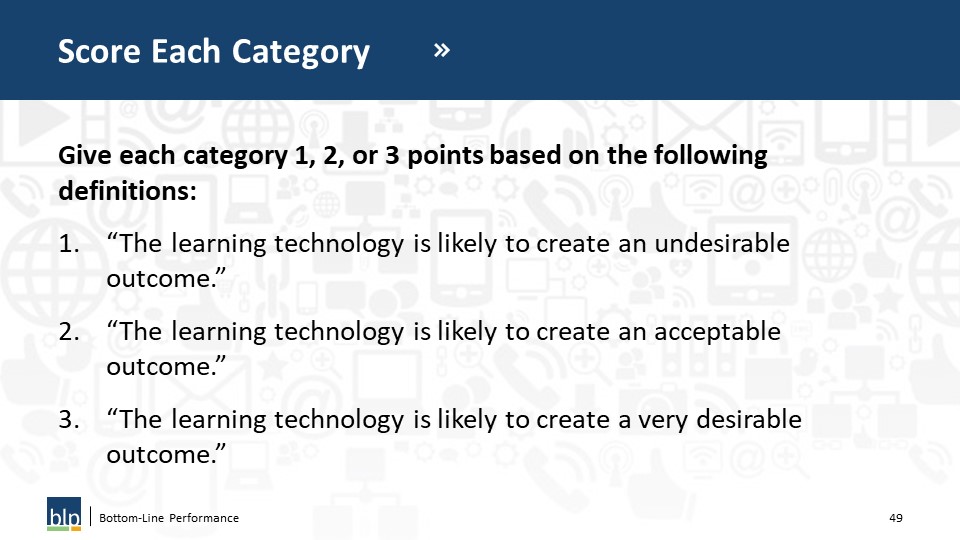 Score Each Category »
Give each category 1, 2, or 3 points based on the following
definitions:
1. “The learning technology is likely to create an undesirable
outcome.”
2. “The learning technology is likely to create an acceptable
outcome.”
3. “The learning technology is likely to create a very desirable
outcome.”
blp Bottom-Line Performance 49